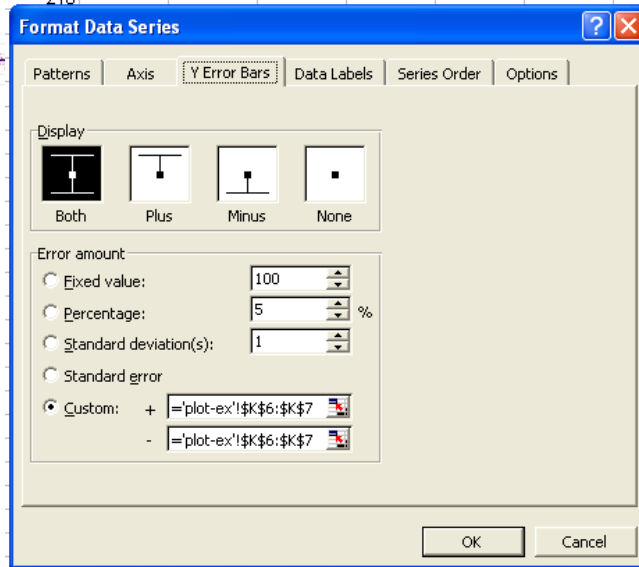 Format Data Series
Patterns Axis Y Error Bars Data Labels Series Order Options
Display
Both Plus Minus None
Error amount
Fixed value: 100
Percentage: 5 %
Standard deviation(s): 1
Standard error
Custom: + ='plot-ex'!$K$6:$K$7
- ='plot-ex'!$K$6:$K$7
OK Cancel